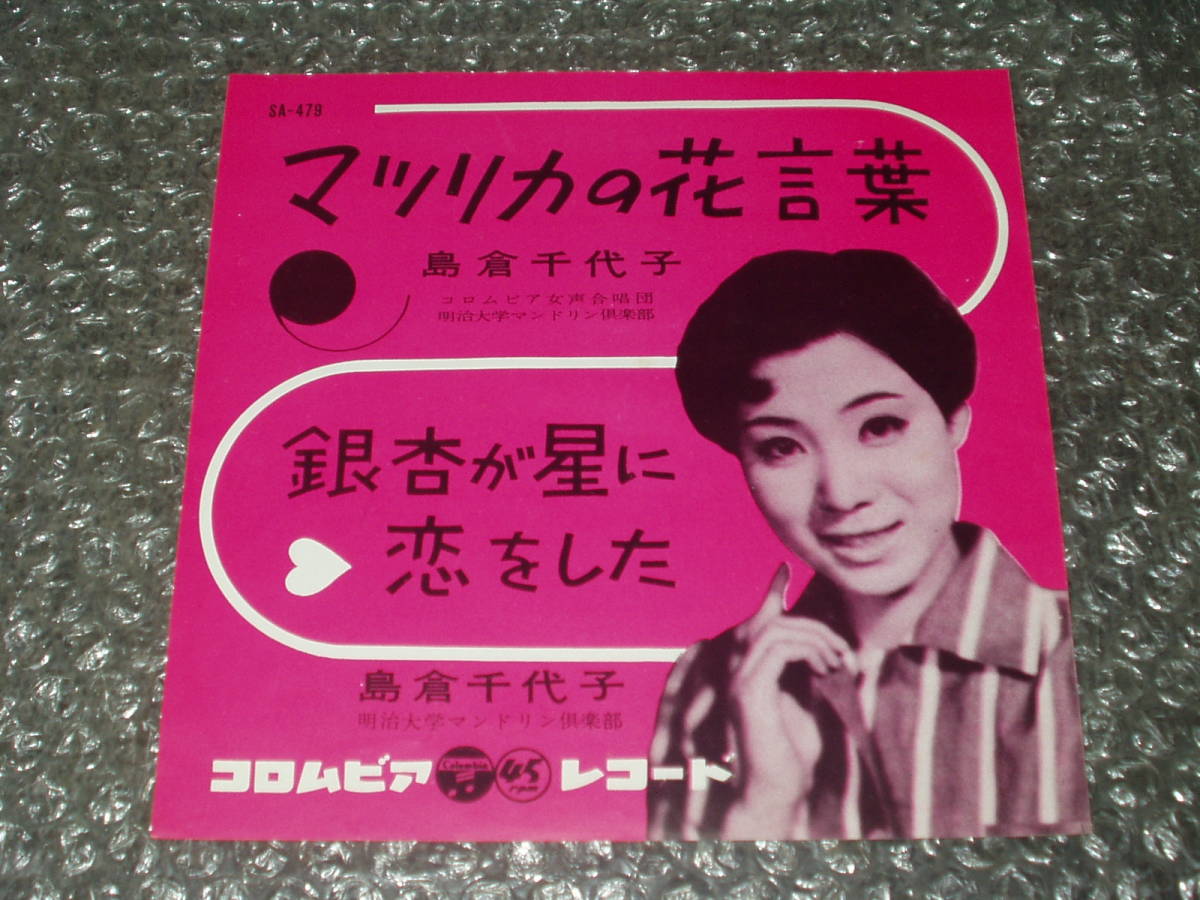 SA-479
マツリカの花言葉
島倉千代子
コロムビア女声合唱団
明治大学マンドリン倶楽部
銀杏が星に
恋をした
島倉千代子
明治大学マンドリン倶楽部
コロムビア Columbia 45 rpm レコード